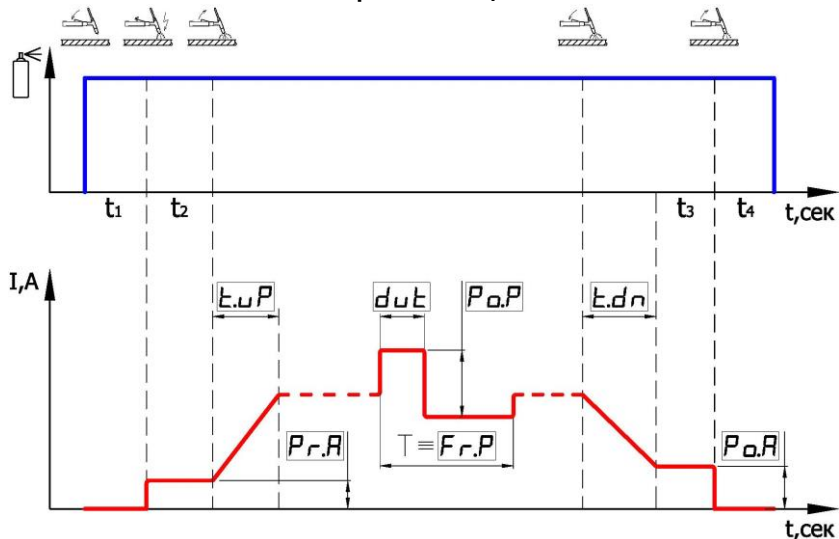 t1 t2 t3 t4
t,сек
I,A
t.uP dut Po.P t.dn
Pr.A T ≡ Fr.P Po.A
t,сек